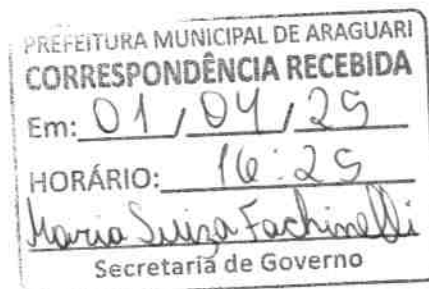 PREFEITURA MUNICIPAL DE ARAGUARI
CORRESPONDÊNCIA RECEBIDA
Em: 01 / 04 / 25
HORÁRIO: 16:25
Maria Luiza Fachinelli
Secretaria de Governo